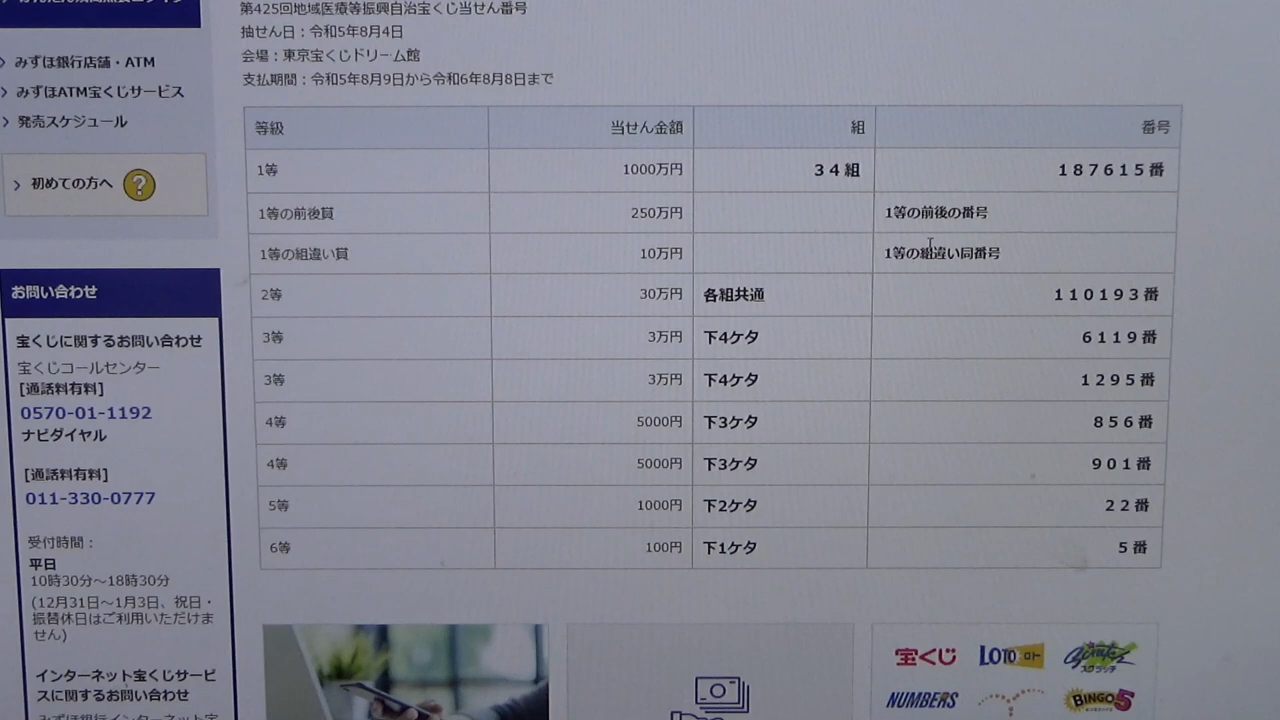 第425回地域医療等振興自治宝くじ当せん番号
抽せん日：令和5年8月4日
会場：東京宝くじドリーム館
支払期間：令和5年8月9日から令和6年8月8日まで
みずほ銀行店舗・ATM
みずほATM宝くじサービス
発売スケジュール
初めての方へ ?
等級 当せん金額 組 番号
1等 1000万円 34組 187615番
1等の前後賞 250万円 1等の前後の番号
1等の組違い賞 10万円 1等の組違い同番号
2等 30万円 各組共通 110193番
3等 3万円 下4ケタ 6119番
3等 3万円 下4ケタ 1295番
4等 5000円 下3ケタ 856番
4等 5000円 下3ケタ 901番
5等 1000円 下2ケタ 22番
6等 100円 下1ケタ 5番
お問い合わせ
宝くじに関するお問い合わせ
宝くじコールセンター
[通話料有料]
0570-01-1192
ナビダイヤル
[通話料有料]
011-330-0777
受付時間：
平日
10時30分～18時30分
(12月31日～1月3日、祝日・
振替休日はご利用いただけま
せん)
インターネット宝くじサービ
スに関するお問い合わせ
みずほ銀行インターネット宝
宝くじ LOTO ロト スクラッチ
NUMBERS BINGO5